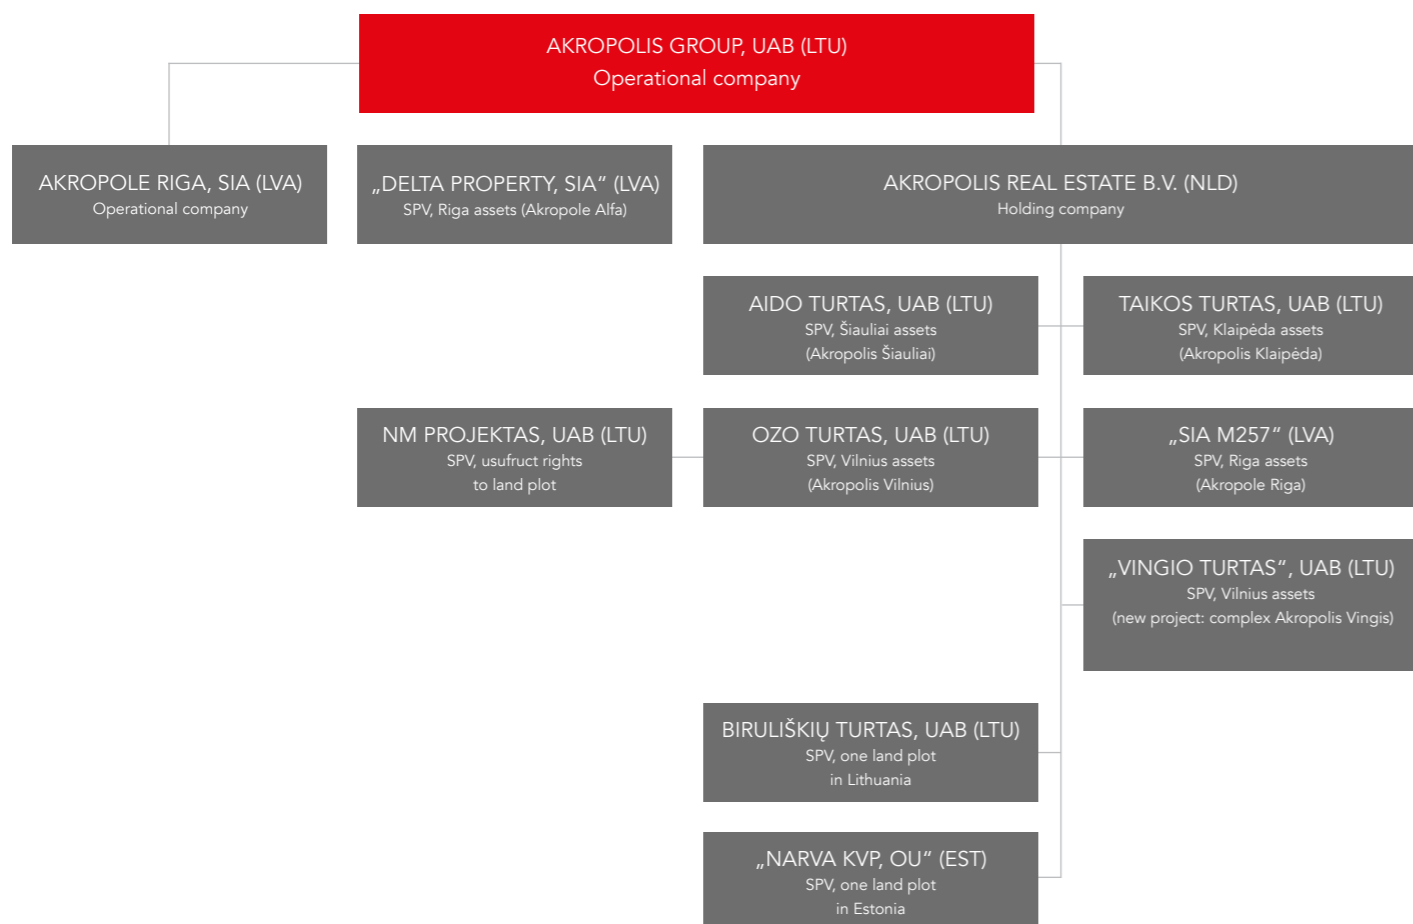 AKROPOLIS GROUP, UAB (LTU)
Operational company
AKROPOLE RIGA, SIA (LVA)
Operational company
„DELTA PROPERTY, SIA“ (LVA)
SPV, Riga assets (Akropole Alfa)
AKROPOLIS REAL ESTATE B.V. (NLD)
Holding company
AIDO TURTAS, UAB (LTU)
SPV, Šiauliai assets
(Akropolis Šiauliai)
TAIKOS TURTAS, UAB (LTU)
SPV, Klaipėda assets
(Akropolis Klaipėda)
NM PROJEKTAS, UAB (LTU)
SPV, usufruct rights
to land plot
OZO TURTAS, UAB (LTU)
SPV, Vilnius assets
(Akropolis Vilnius)
„SIA M257“ (LVA)
SPV, Riga assets
(Akropole Riga)
„VINGIO TURTAS“, UAB (LTU)
SPV, Vilnius assets
(new project: complex Akropolis Vingis)
BIRULIŠKIŲ TURTAS, UAB (LTU)
SPV, one land plot
in Lithuania
„NARVA KVP, OU“ (EST)
SPV, one land plot
in Estonia